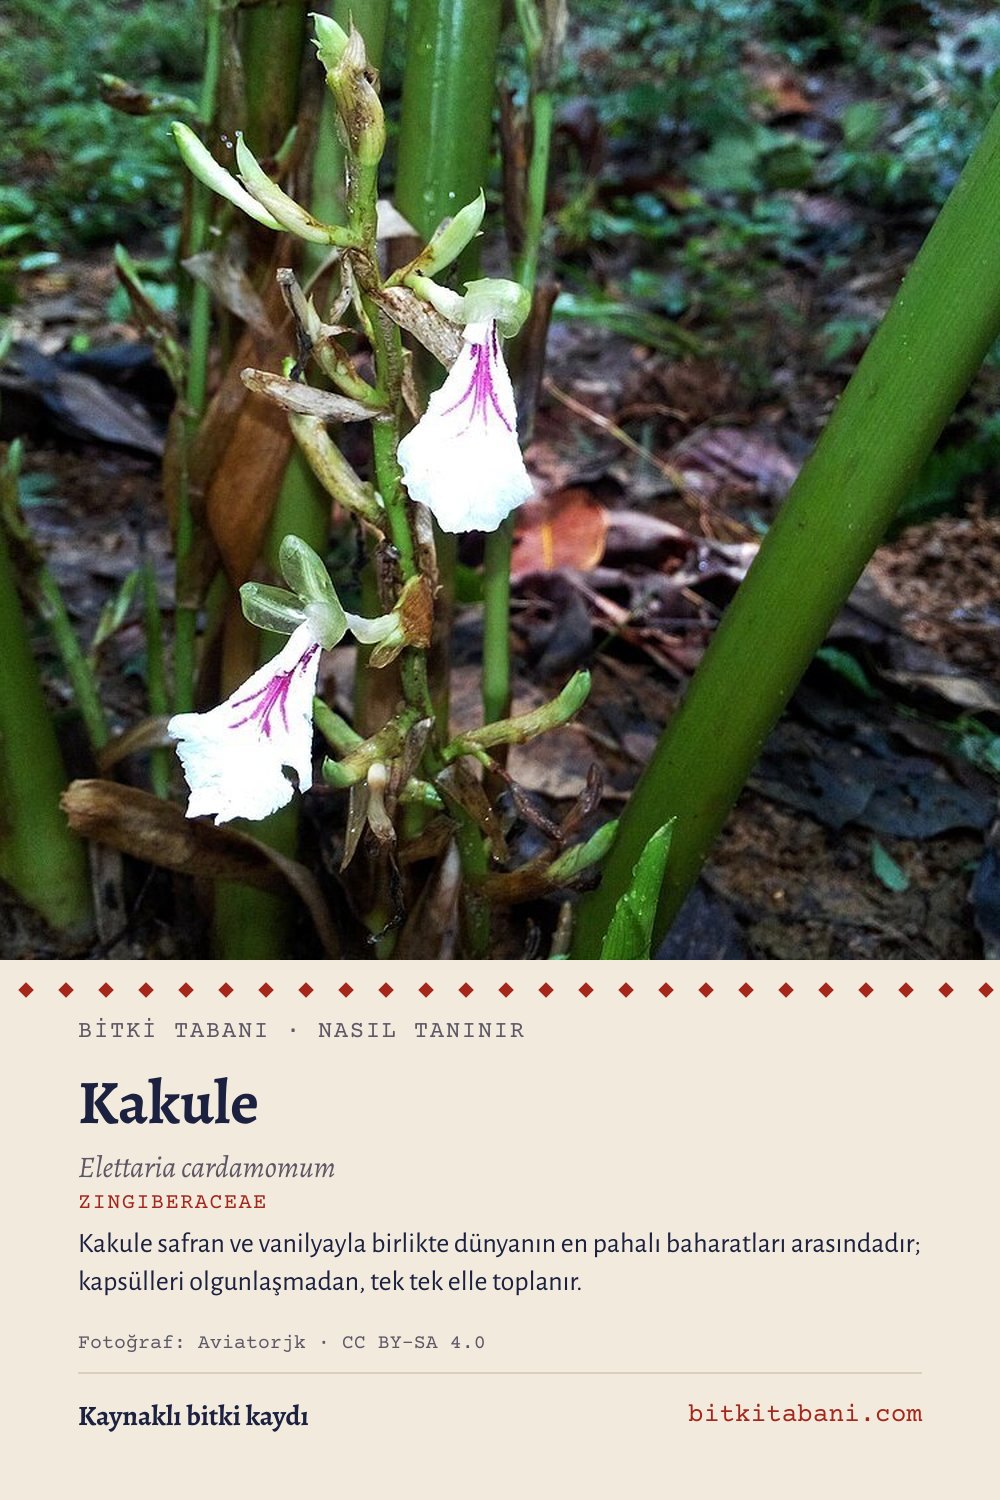 BİTKİ TABANI · NASIL TANINIR
Kakule
Elettaria cardamomum
ZINGIBERACEAE
Kakule safran ve vanilyayla birlikte dünyanın en pahalı baharatları arasındadır;
kapsülleri olgunlaşmadan, tek tek elle toplanır.
Fotoğraf: Aviatorjk · CC BY-SA 4.0
Kaynaklı bitki kaydı
bitkitabani.com